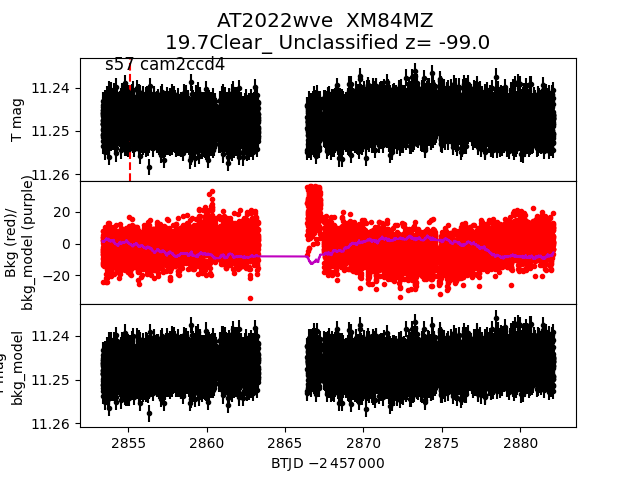 AT2022wve XM84MZ
19.7Clear_ Unclassified z= -99.0
s57 cam2ccd4
11.24
11.25
11.26
T mag
20
0
−20
Bkg (red)/
bkg_model (purple)
11.24
11.25
11.26
mag
bkg_model
2855 2860 2865 2870 2875 2880
BTJD −2 457 000